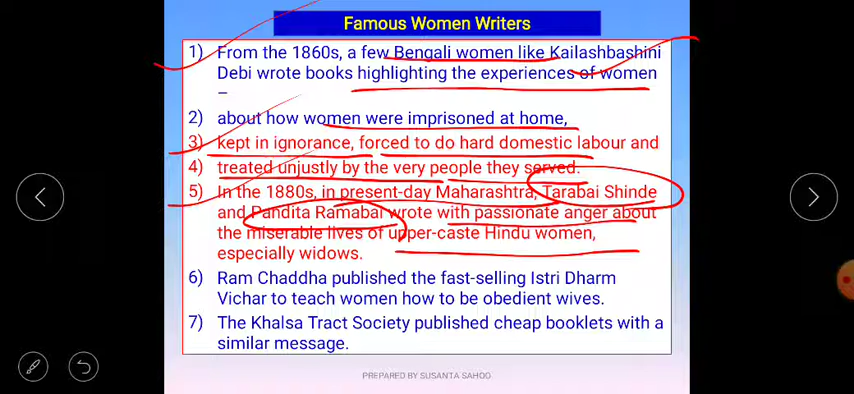 Famous Women Writers
1) From the 1860s, a few Bengali women like Kailashbashini
Debi wrote books highlighting the experiences of women
–
2) about how women were imprisoned at home,
3) kept in ignorance, forced to do hard domestic labour and
4) treated unjustly by the very people they served.
5) In the 1880s, in present-day Maharashtra, Tarabai Shinde
and Pandita Ramabai wrote with passionate anger about
the miserable lives of upper-caste Hindu women,
especially widows.
6) Ram Chaddha published the fast-selling Istri Dharm
Vichar to teach women how to be obedient wives.
7) The Khalsa Tract Society published cheap booklets with a
similar message.
PREPARED BY SUSANTA SAHOO